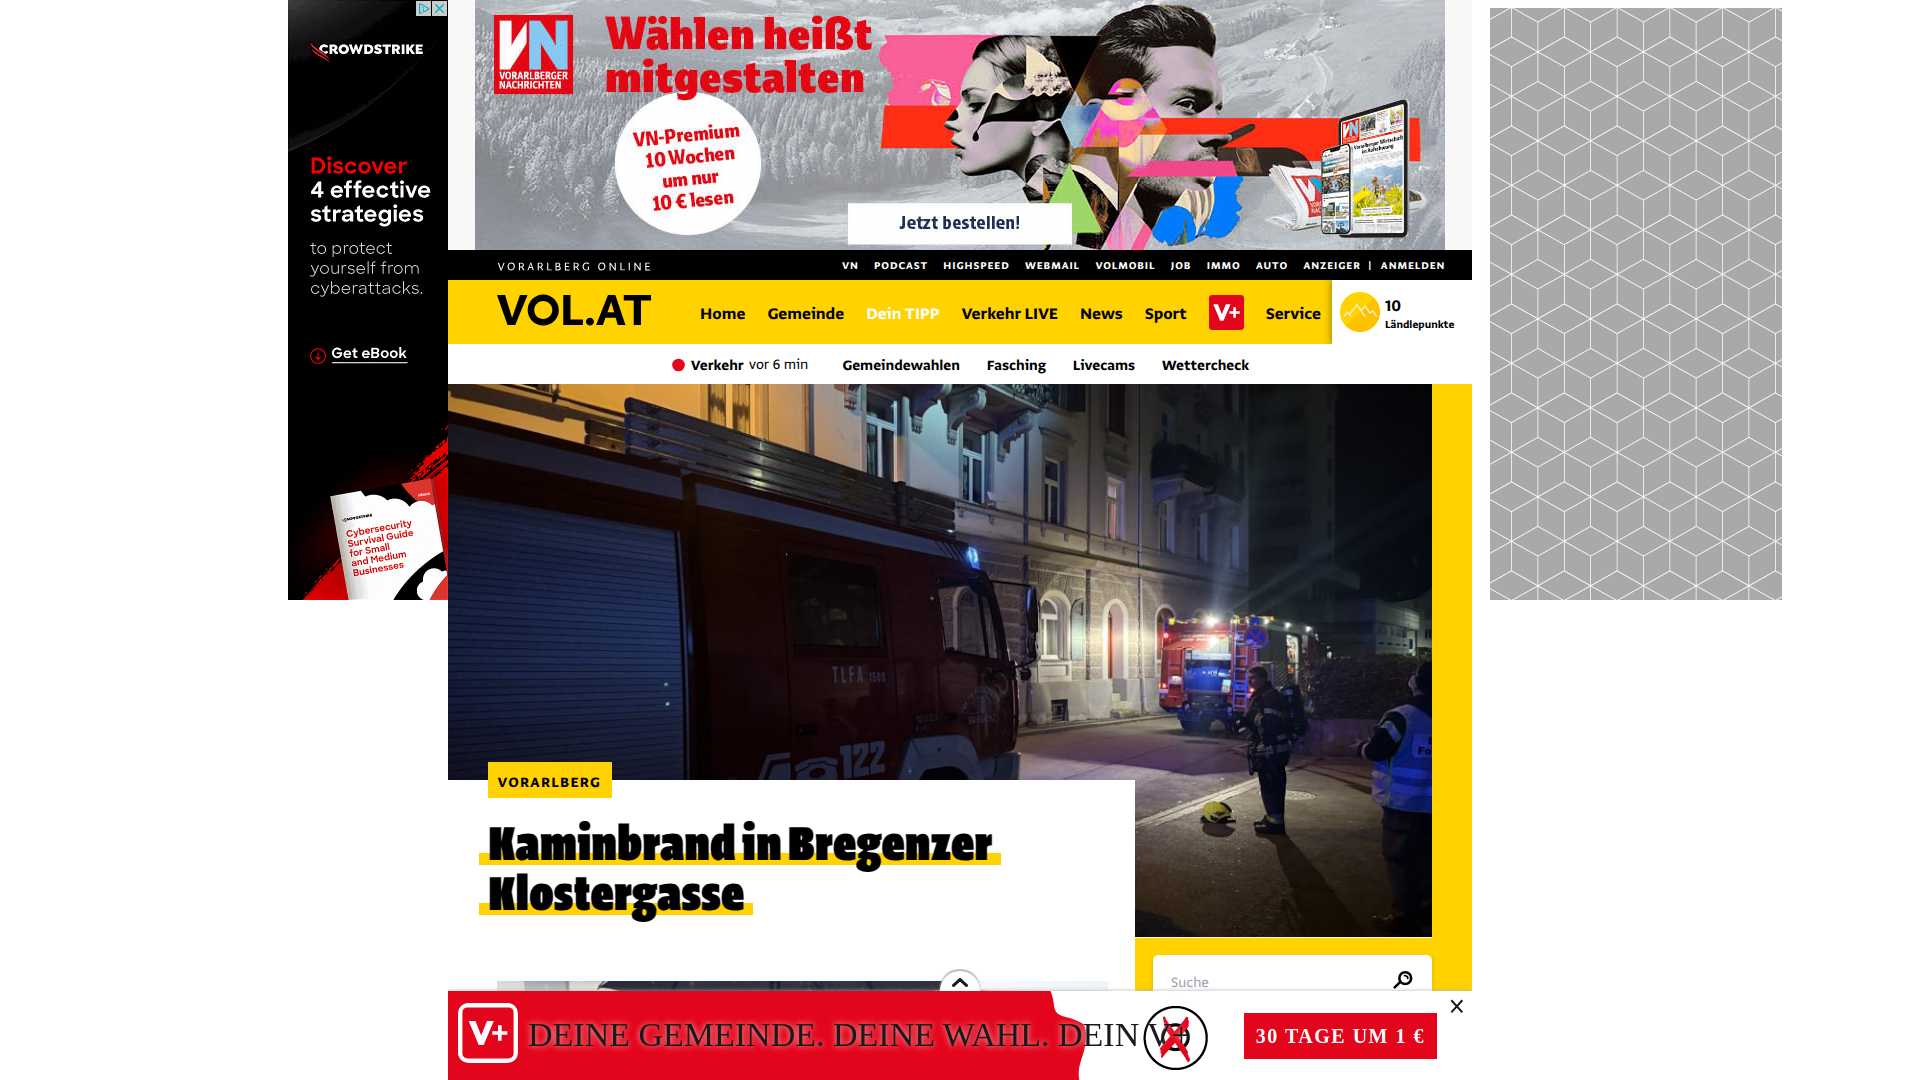 CROWDSTRIKE
Discover
4 effective
strategies
to protect
yourself from
cyberattacks.
Get eBook
CROWDSTRIKE
Cybersecurity
Survival Guide
for Small
and Medium
Businesses
VN
VORARLBERGER
NACHRICHTEN
Wählen heißt
mitgestalten
VN-Premium
10 Wochen
um nur
10 € lesen
Jetzt bestellen!
VORARLBERG ONLINE
VN PODCAST HIGHSPEED WEBMAIL VOLMOBIL JOB IMMO AUTO ANZEIGER | ANMELDEN
VOL.AT
Home Gemeinde Dein TIPP Verkehr LIVE News Sport V+ Service
10
Ländlepunkte
Verkehr vor 6 min Gemeindewahlen Fasching Livecams Wettercheck
TLFA 1500
122
VORARLBERG
Kaminbrand in Bregenzer
Klostergasse
Suche
V+ DEINE GEMEINDE. DEINE WAHL. DEIN V+
30 TAGE UM 1 €